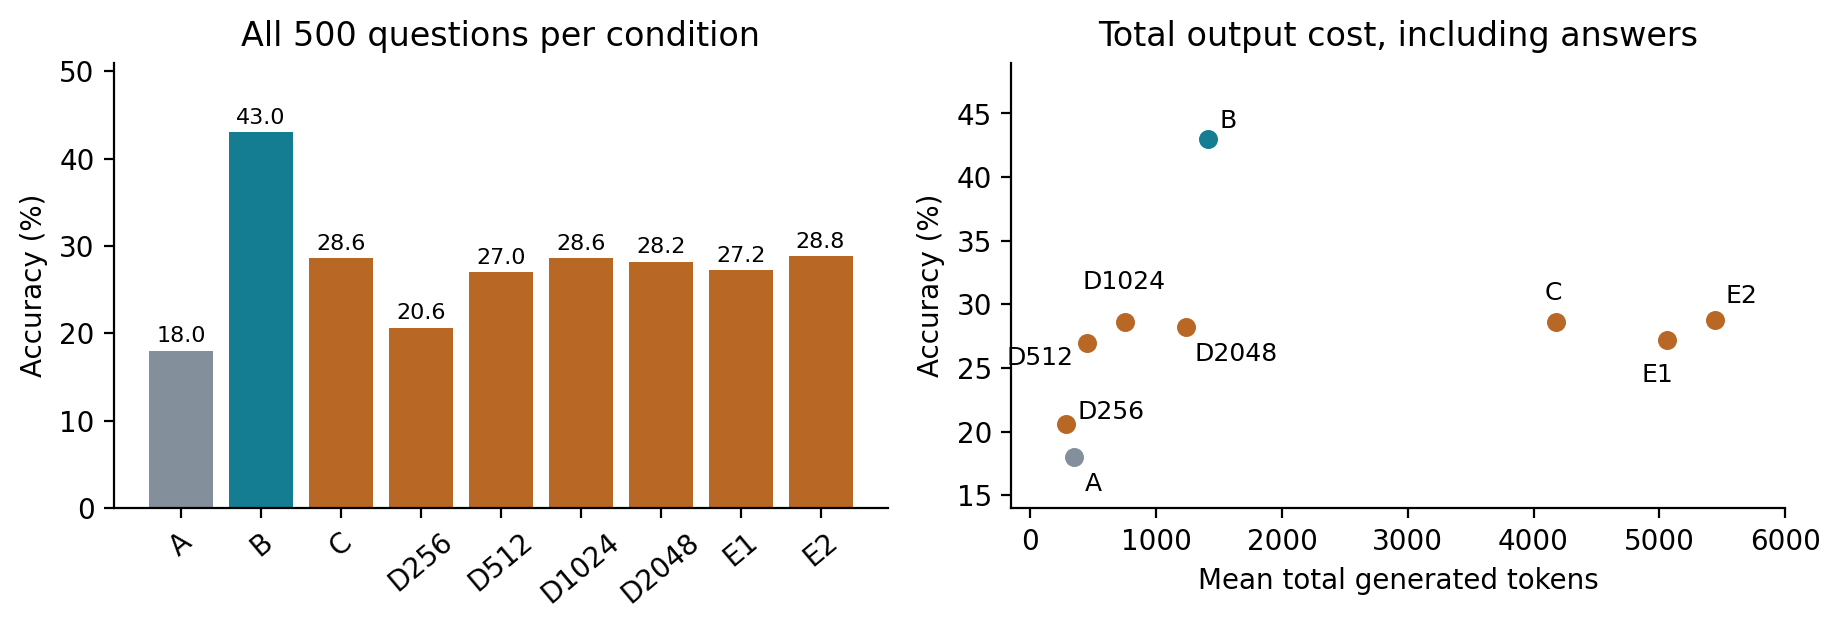 All 500 questions per condition
Accuracy (%)
50
40
30
20
10
0
18.0
43.0
28.6
20.6
27.0
28.6
28.2
27.2
28.8
A
B
C
D256
D512
D1024
D2048
E1
E2
Total output cost, including answers
Accuracy (%)
45
40
35
30
25
20
15
B
D1024
C
E2
D512
D2048
E1
D256
A
0
1000
2000
3000
4000
5000
6000
Mean total generated tokens